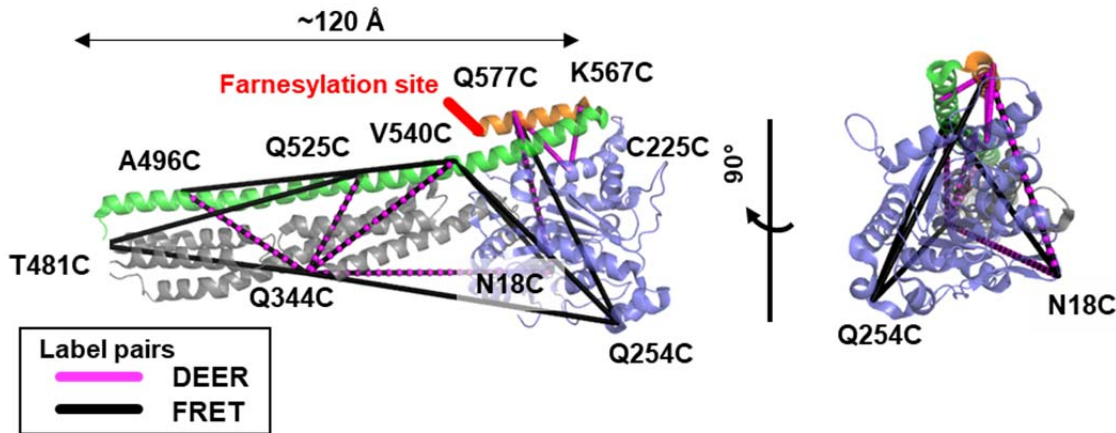 ~120 Å
Q577C
K567C
Farnesylation site
V540C
Q525C
A496C
C225C
90°
T481C
Q344C
N18C
Q254C
N18C
Q254C
Label pairs
DEER
FRET